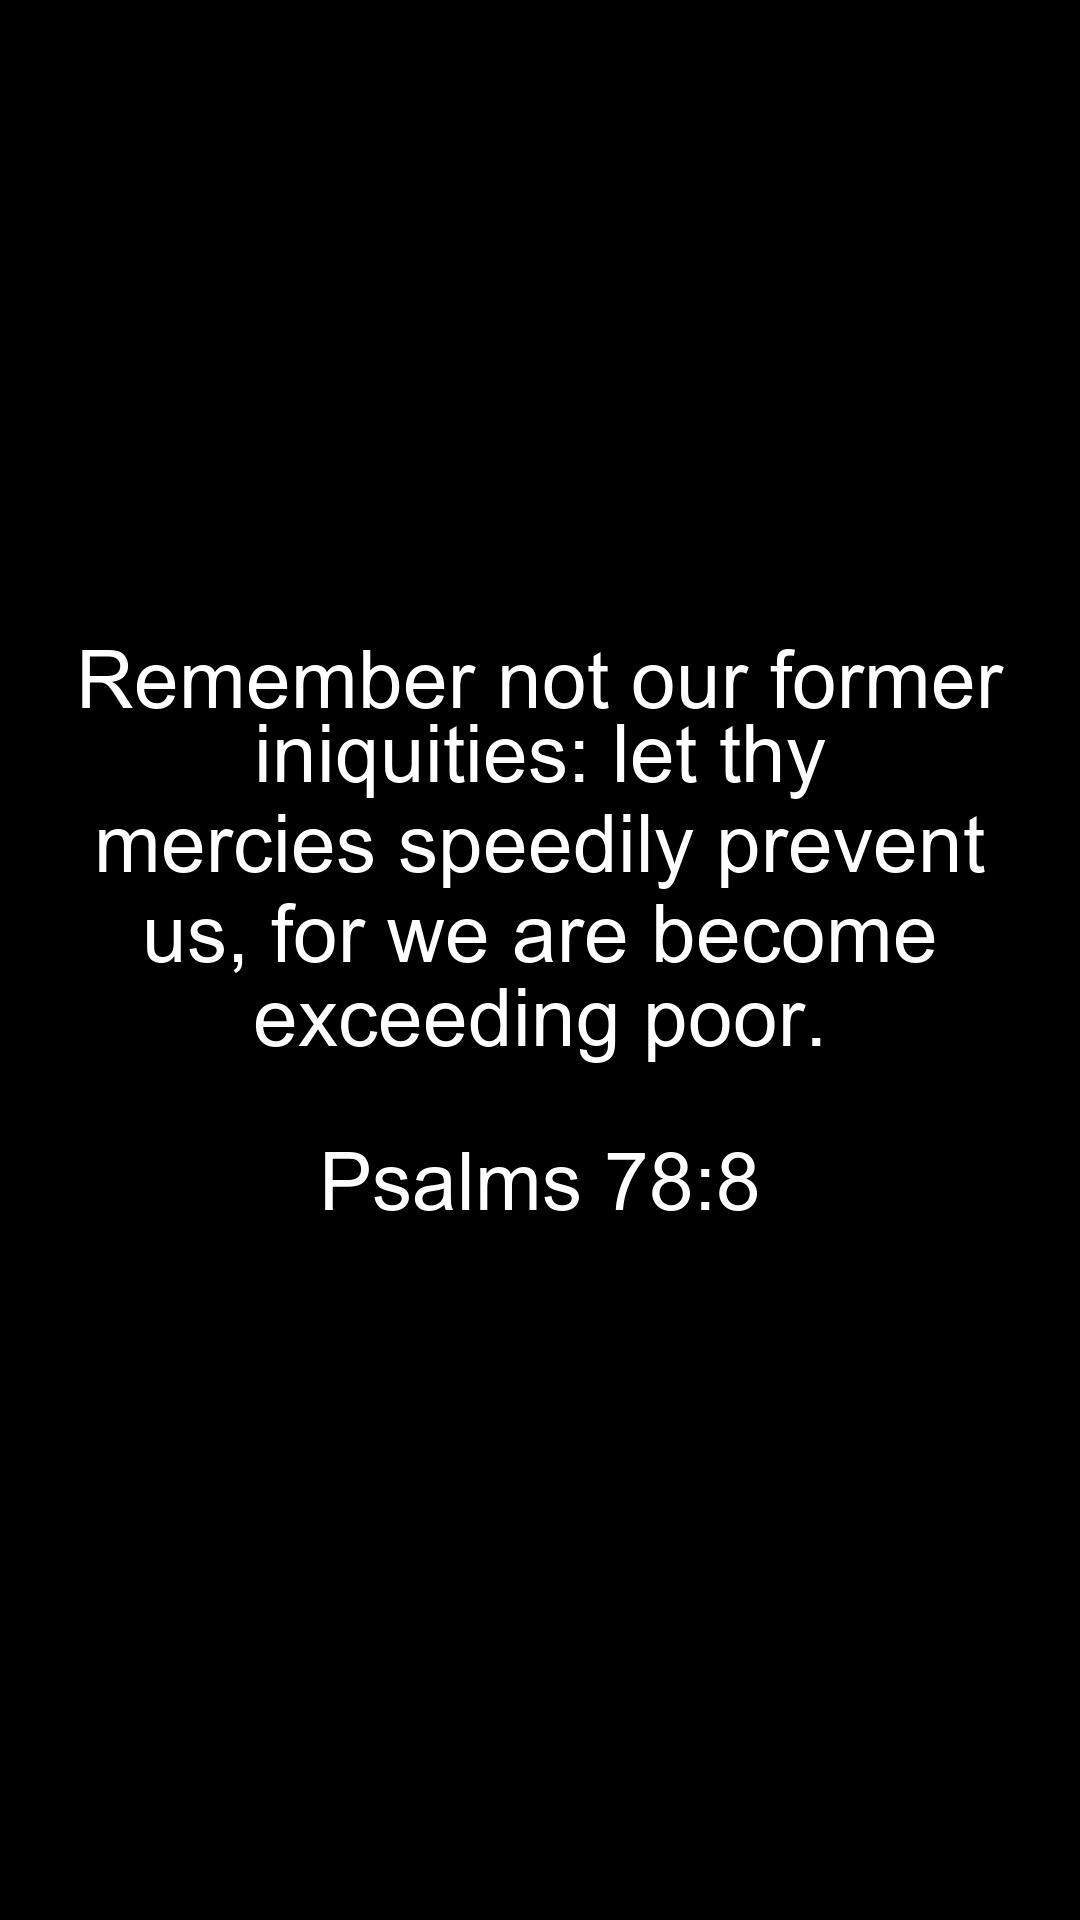 Remember not our former
iniquities: let thy
mercies speedily prevent
us, for we are become
exceeding poor.
Psalms 78:8